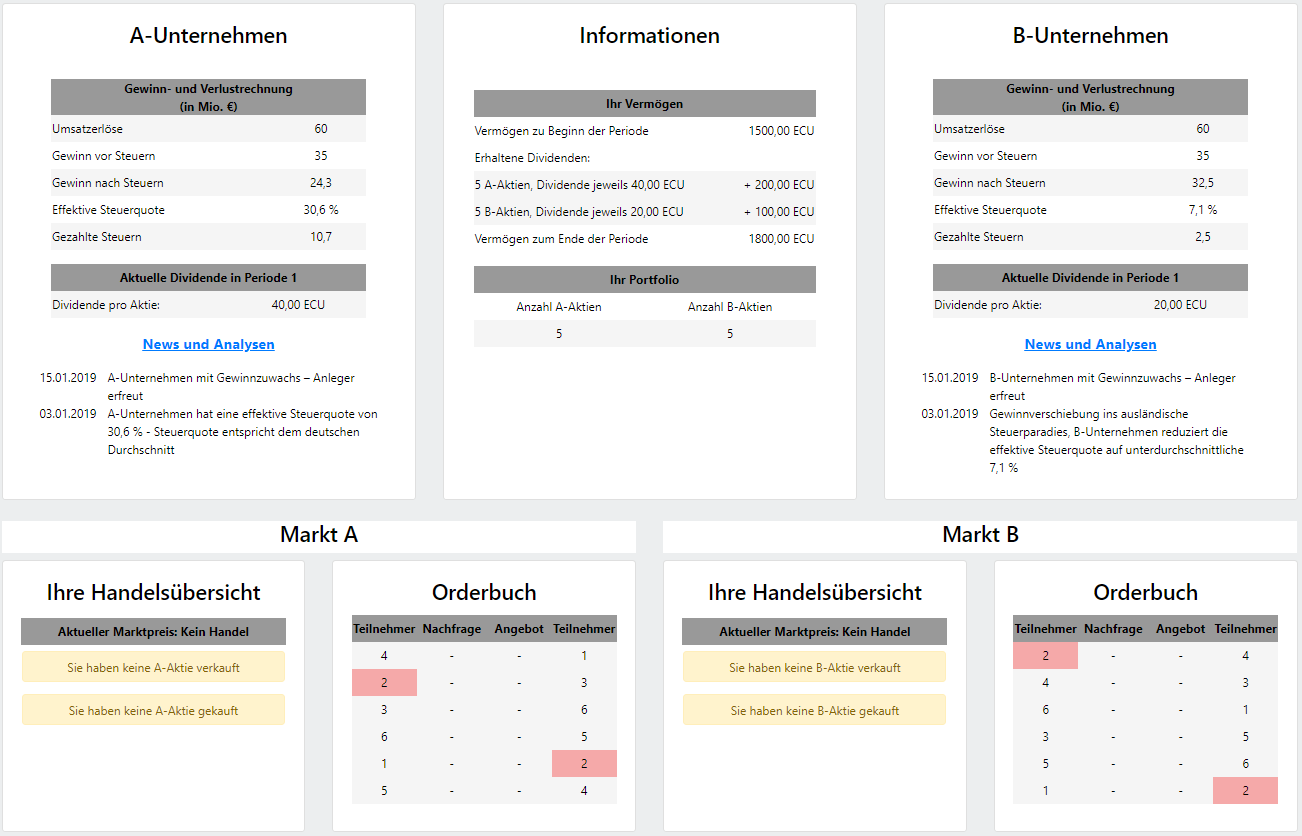 A-Unternehmen
Gewinn- und Verlustrechnung
(in Mio. €)
Umsatzerlöse 60
Gewinn vor Steuern 35
Gewinn nach Steuern 24,3
Effektive Steuerquote 30,6 %
Gezahlte Steuern 10,7
Aktuelle Dividende in Periode 1
Dividende pro Aktie: 40,00 ECU
News und Analysen
15.01.2019 A-Unternehmen mit Gewinnzuwachs – Anleger
erfreut
03.01.2019 A-Unternehmen hat eine effektive Steuerquote von
30,6 % - Steuerquote entspricht dem deutschen
Durchschnitt
Informationen
Ihr Vermögen
Vermögen zu Beginn der Periode 1500,00 ECU
Erhaltene Dividenden:
5 A-Aktien, Dividende jeweils 40,00 ECU + 200,00 ECU
5 B-Aktien, Dividende jeweils 20,00 ECU + 100,00 ECU
Vermögen zum Ende der Periode 1800,00 ECU
Ihr Portfolio
Anzahl A-Aktien Anzahl B-Aktien
5 5
B-Unternehmen
Gewinn- und Verlustrechnung
(in Mio. €)
Umsatzerlöse 60
Gewinn vor Steuern 35
Gewinn nach Steuern 32,5
Effektive Steuerquote 7,1 %
Gezahlte Steuern 2,5
Aktuelle Dividende in Periode 1
Dividende pro Aktie: 20,00 ECU
News und Analysen
15.01.2019 B-Unternehmen mit Gewinnzuwachs – Anleger
erfreut
03.01.2019 Gewinnverschiebung ins ausländische
Steuerparadies, B-Unternehmen reduziert die
effektive Steuerquote auf unterdurchschnittliche
7,1 %
Markt A
Ihre Handelsübersicht
Aktueller Marktpreis: Kein Handel
Sie haben keine A-Aktie verkauft
Sie haben keine A-Aktie gekauft
Orderbuch
Teilnehmer Nachfrage Angebot Teilnehmer
4 - - 1
2 - - 3
3 - - 6
6 - - 5
1 - - 2
5 - - 4
Markt B
Ihre Handelsübersicht
Aktueller Marktpreis: Kein Handel
Sie haben keine B-Aktie verkauft
Sie haben keine B-Aktie gekauft
Orderbuch
Teilnehmer Nachfrage Angebot Teilnehmer
2 - - 4
4 - - 3
6 - - 1
3 - - 5
5 - - 6
1 - - 2